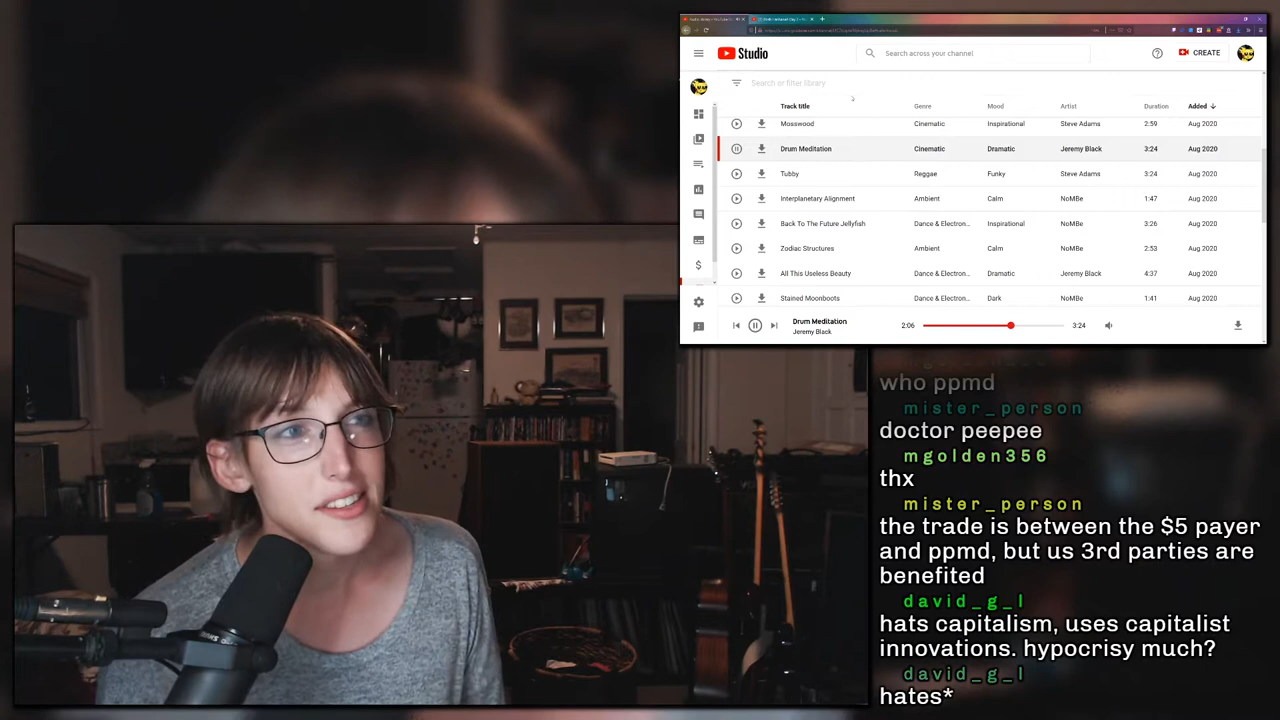 Studio
Search across your channel
CREATE
Search or filter library
Track title Genre Mood Artist Duration Added
Mosswood Cinematic Inspirational Steve Adams 2:59 Aug 2020
Drum Meditation Cinematic Dramatic Jeremy Black 3:24 Aug 2020
Tubby Reggae Funky Steve Adams 3:24 Aug 2020
Interplanetary Alignment Ambient Calm NoMBe 1:47 Aug 2020
Back To The Future Jellyfish Dance & Electron... Inspirational NoMBe 3:26 Aug 2020
Zodiac Structures Ambient Calm NoMBe 2:53 Aug 2020
All This Useless Beauty Dance & Electron... Dramatic Jeremy Black 4:37 Aug 2020
Stained Moonboots Dance & Electron... Dark NoMBe 1:41 Aug 2020
Drum Meditation
Jeremy Black
2:06 3:24
who ppmd
mister_person
doctor peepee
mgolden356
thx
mister_person
the trade is between the $5 payer
and ppmd, but us 3rd parties are
benefited
david_g_l
hats capitalism, uses capitalist
innovations. hypocrisy much?
david_g_l
hates*